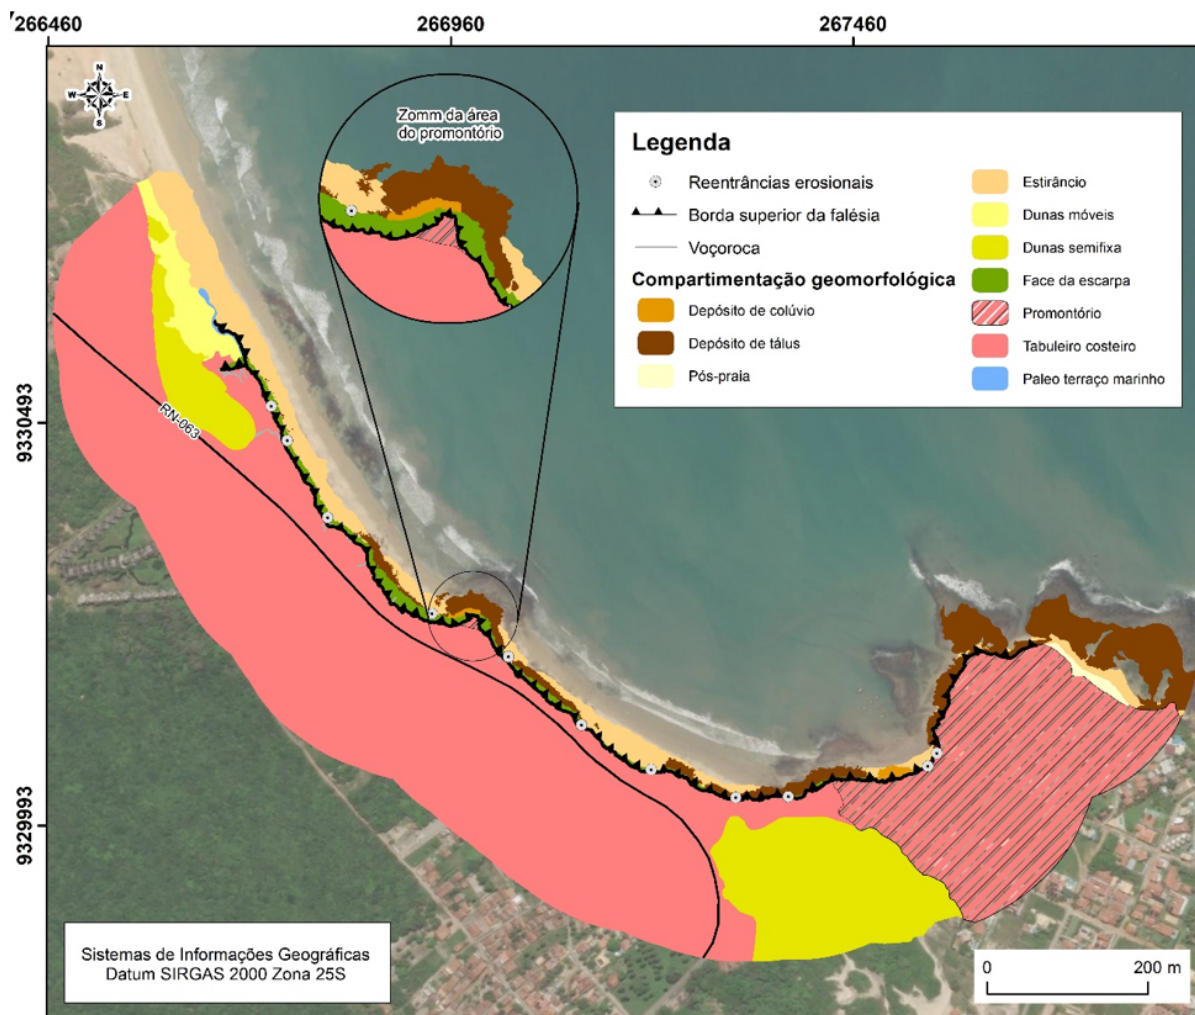 266460
266960
267460
N
W
E
S
Zomm da área
do promontório
Legenda
Reentrâncias erosionais
Borda superior da falésia
Voçoroca
Compartimentação geomorfológica
Depósito de colúvio
Depósito de tálus
Pós-praia
Estirâncio
Dunas móveis
Dunas semifixa
Face da escarpa
Promontório
Tabuleiro costeiro
Paleo terraço marinho
9330493
RN-063
9329993
Sistemas de Informações Geográficas
Datum SIRGAS 2000 Zona 25S
0
200 m